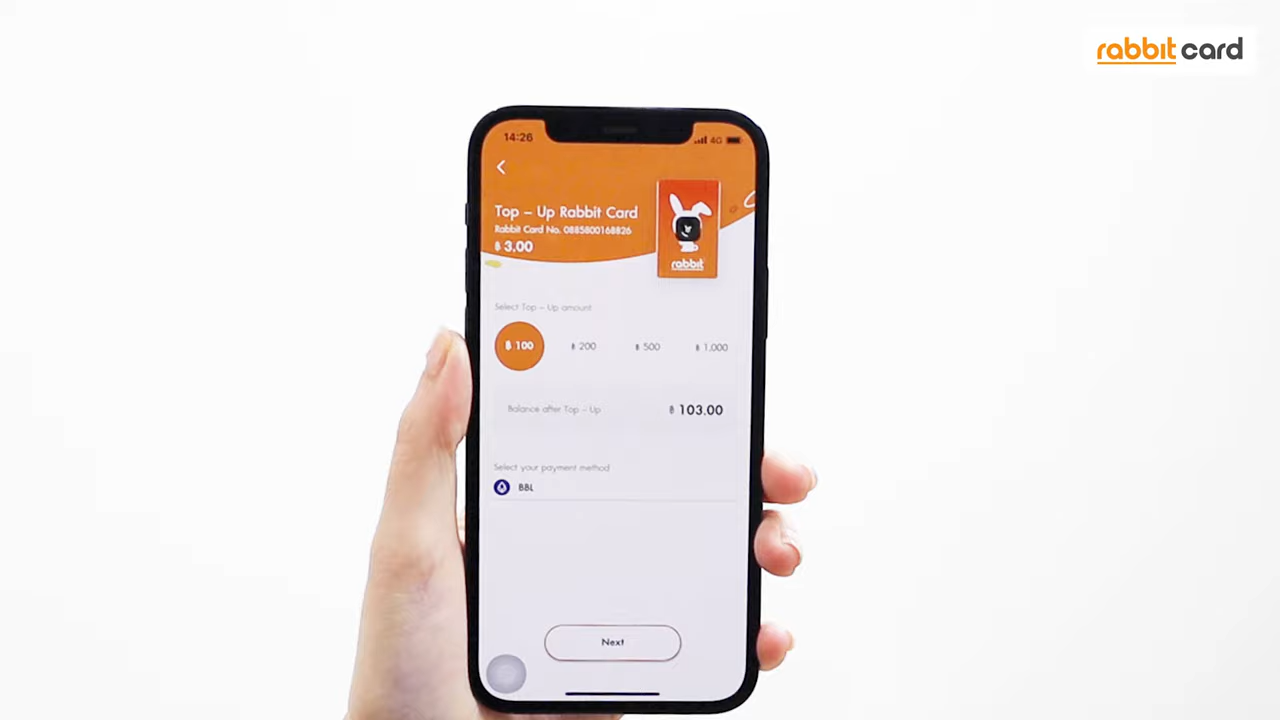 rabbit card
14:26
4G
Top – Up Rabbit Card
Rabbit Card No. 0885800168826
฿ 3.00
rabbit
Select Top – Up amount
฿ 100 ฿ 200 ฿ 500 ฿ 1,000
Balance after Top – Up ฿ 103.00
Select your payment method
BBL
Next